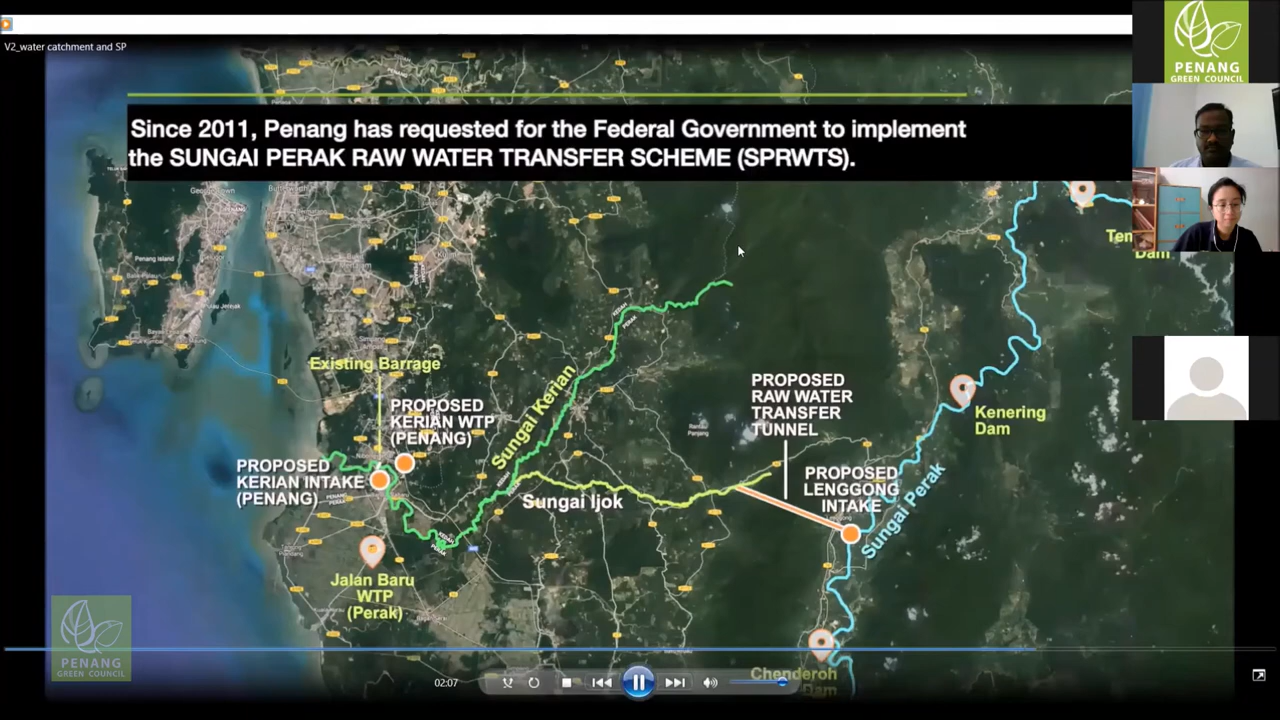 V2_water catchment and SP
PENANG
GREEN COUNCIL
Since 2011, Penang has requested for the Federal Government to implement
the SUNGAI PERAK RAW WATER TRANSFER SCHEME (SPRWTS).
Penang island
Existing Barrage
PROPOSED
KERIAN WTP
(PENANG)
PROPOSED
KERIAN INTAKE
(PENANG)
Sungai Kerian
Sungai Ijok
PROPOSED
RAW WATER
TRANSFER
TUNNEL
PROPOSED
LENGGONG
INTAKE
Kenering
Dam
Sungai Perak
Jalan Baru
WTP
(Perak)
Chenderoh
Dam
PENANG
GREEN COUNCIL
02:07